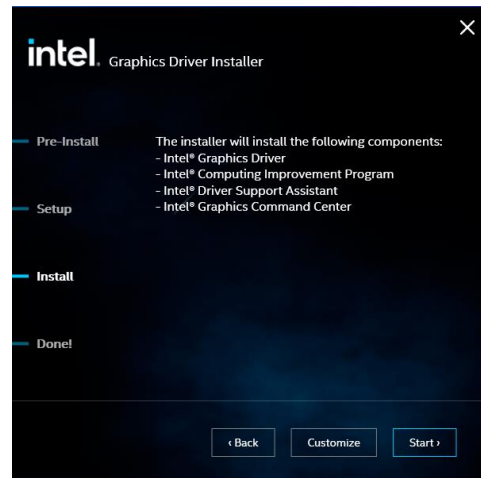 intel. Graphics Driver Installer
Pre-Install
The installer will install the following components:
- Intel® Graphics Driver
- Intel® Computing Improvement Program
- Intel® Driver Support Assistant
- Intel® Graphics Command Center
Setup
Install
Done!
‹ Back
Customize
Start ›